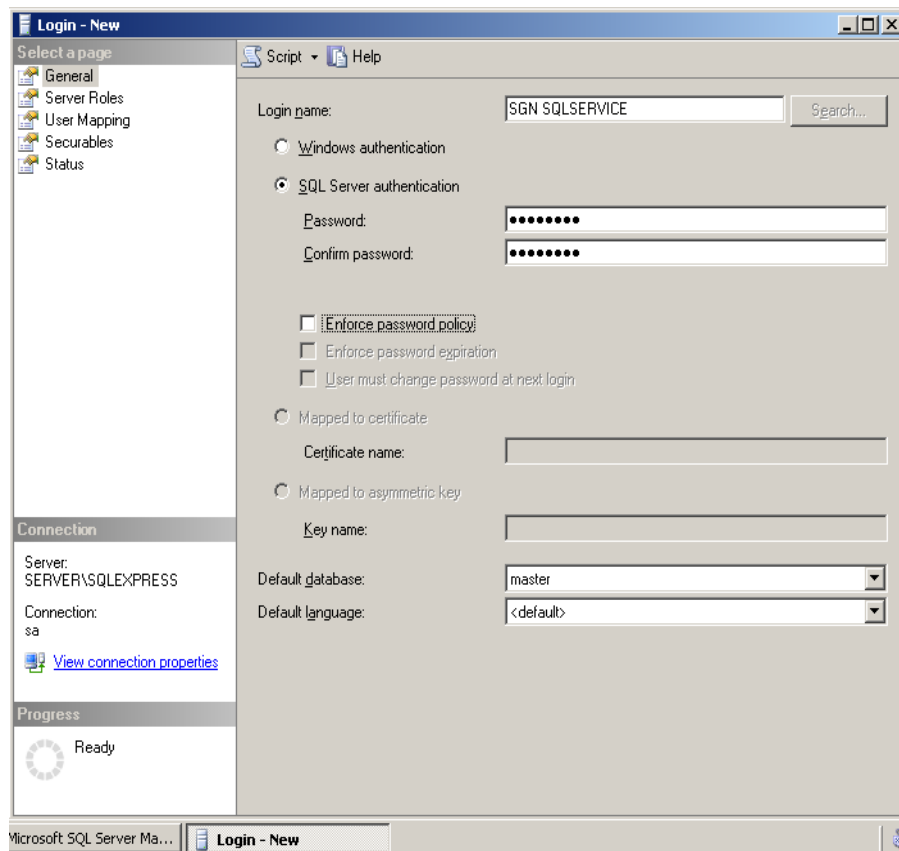 Login - New
Select a page
General
Server Roles
User Mapping
Securables
Status
Script Help
Login name: SGN SQLSERVICE Search...
Windows authentication
SQL Server authentication
Password: ●●●●●●●●
Confirm password: ●●●●●●●●
Enforce password policy
Enforce password expiration
User must change password at next login
Mapped to certificate
Certificate name:
Mapped to asymmetric key
Key name:
Default database: master
Default language: <default>
Connection
Server:
SERVER\SQLEXPRESS
Connection:
sa
View connection properties
Progress
Ready
Microsoft SQL Server Ma... Login - New